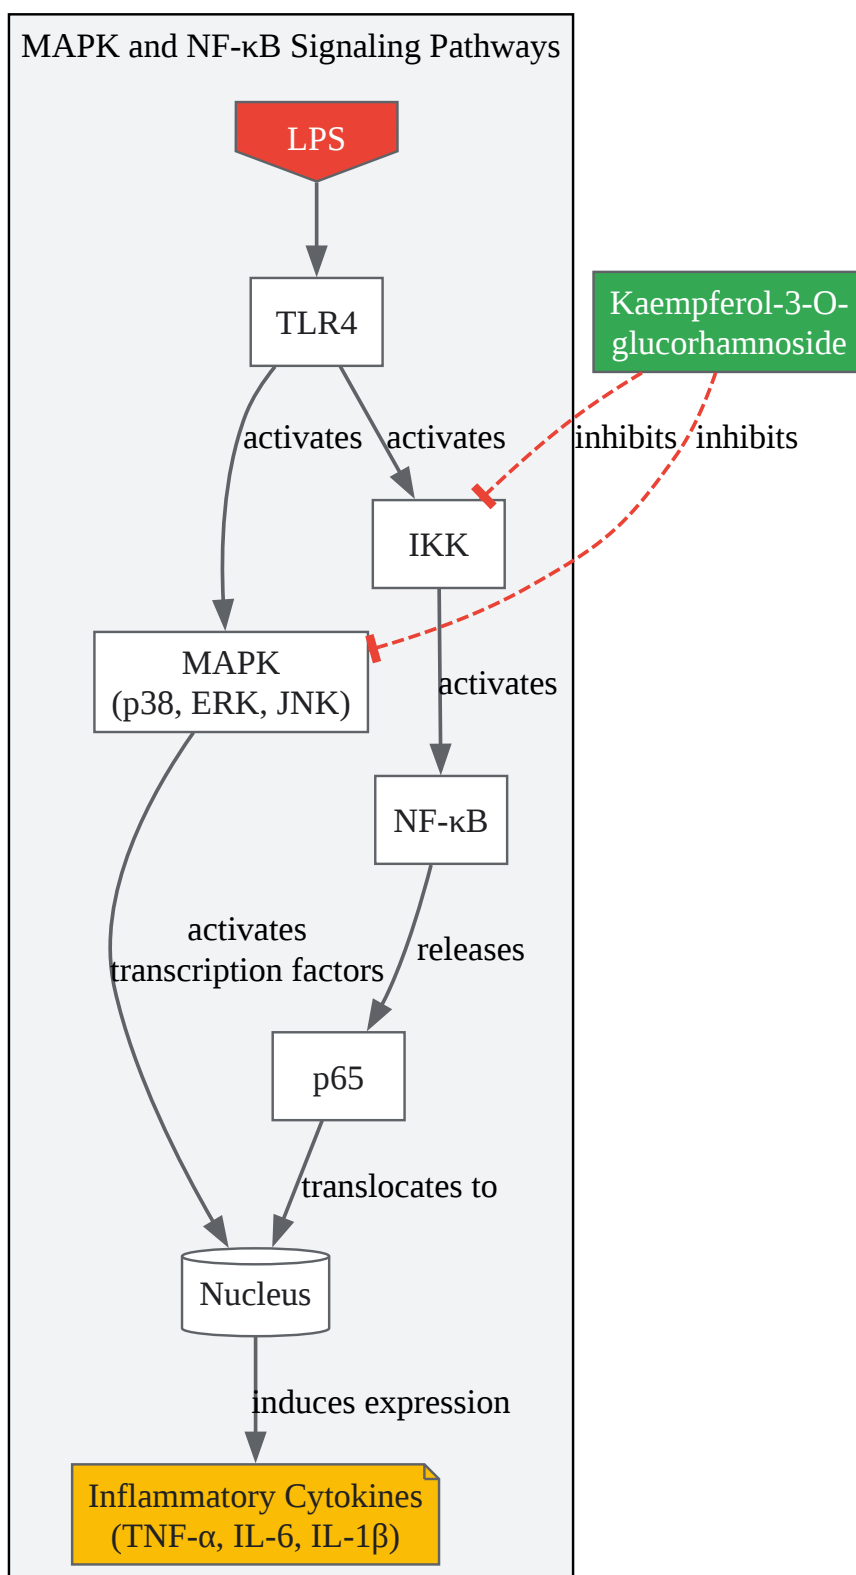 MAPK and NF-κB Signaling Pathways
LPS
TLR4
Kaempferol-3-O-
glucorhamnoside
activates
activates
inhibits
inhibits
IKK
MAPK
(p38, ERK, JNK)
activates
NF-κB
activates
transcription factors
releases
p65
translocates to
Nucleus
induces expression
Inflammatory Cytokines
(TNF-α, IL-6, IL-1β)